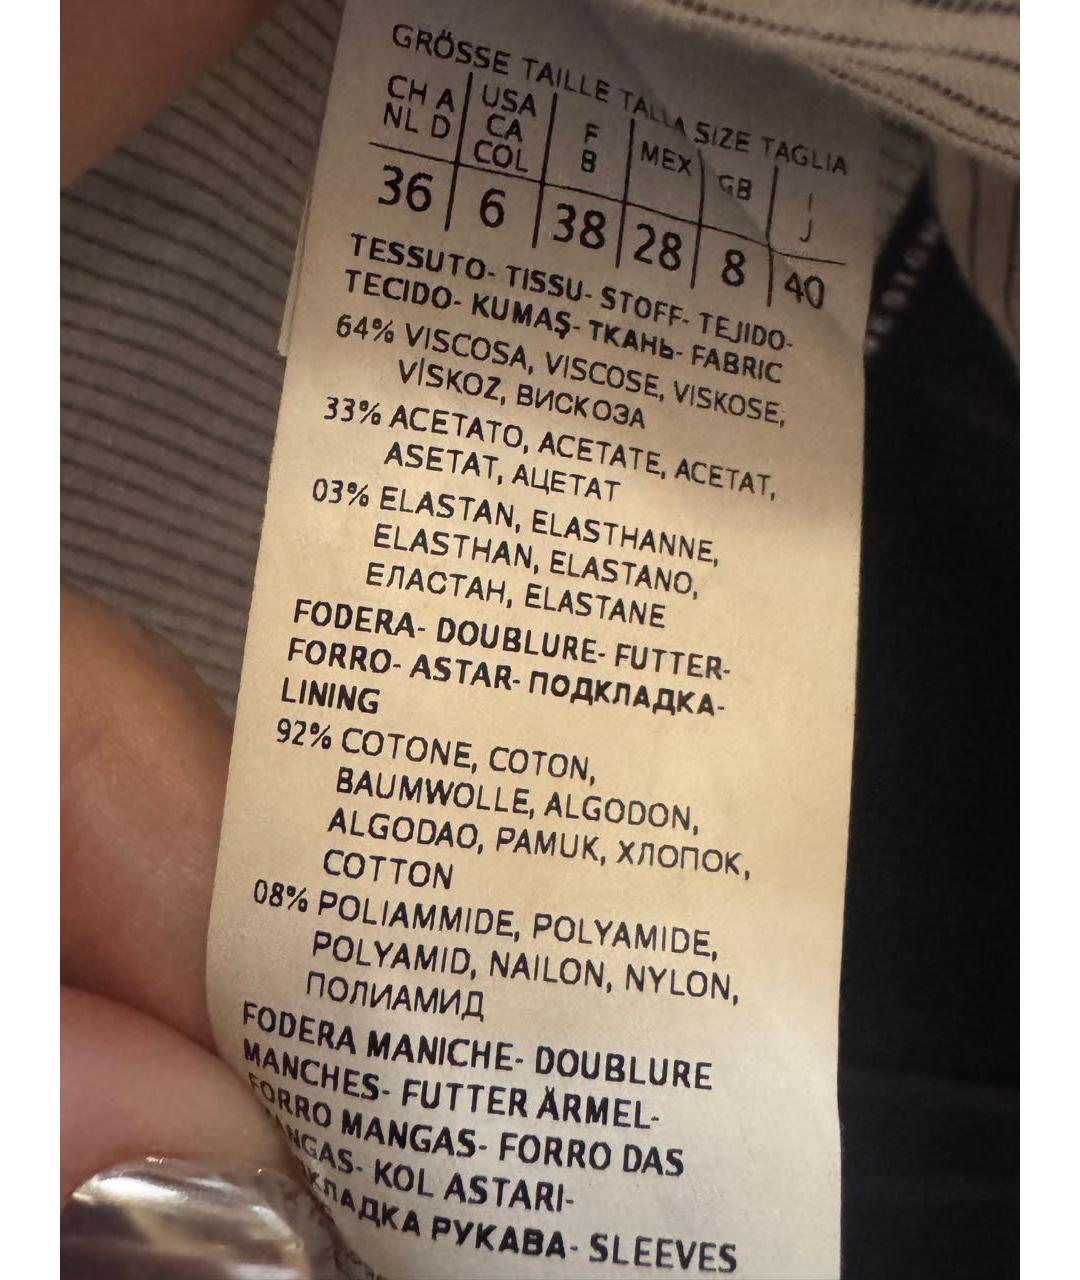 GRÖSSE TAILLE TALLA SIZE TAGLIA
CH A USA F MEX GB I
NL D CA B J
COL
36 6 38 28 8 40
TESSUTO- TISSU- STOFF- TEJIDO-
TECIDO- KUMAŞ- ТКАНЬ- FABRIC
64% VISCOSA, VISCOSE, VISKOSE,
VİSKOZ, ВИСКОЗА
33% ACETATO, ACETATE, ACETAT,
ASETAT, АЦЕТАТ
03% ELASTAN, ELASTHANNE,
ELASTHAN, ELASTANO,
ЕЛАСТАН, ELASTANE
FODERA- DOUBLURE- FUTTER-
FORRO- ASTAR- ПОДКЛАДКА-
LINING
92% COTONE, COTON,
BAUMWOLLE, ALGODON,
ALGODAO, PAMUK, ХЛОПОК,
COTTON
08% POLIAMMIDE, POLYAMIDE,
POLYAMID, NAILON, NYLON,
ПОЛИАМИД
FODERA MANICHE- DOUBLURE
MANCHES- FUTTER ÄRMEL-
FORRO MANGAS- FORRO DAS
KOL ASTARI-
РУКАВА- SLEEVES